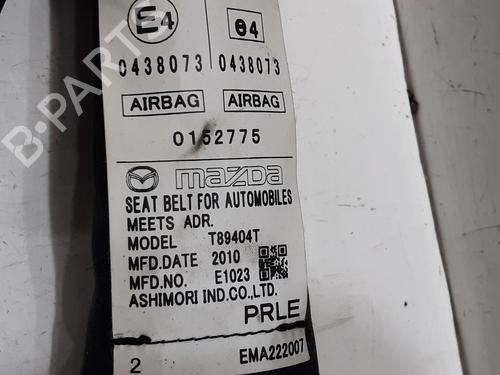 E4 e4
0438073 0438073
AIRBAG AIRBAG
0152775
mazda
SEAT BELT FOR AUTOMOBILES
MEETS ADR.
MODEL T89404T
MFD.DATE 2010
MFD.NO. E1023
ASHIMORI IND.CO.,LTD.
PRLE
2 EMA222007
B-PARTS